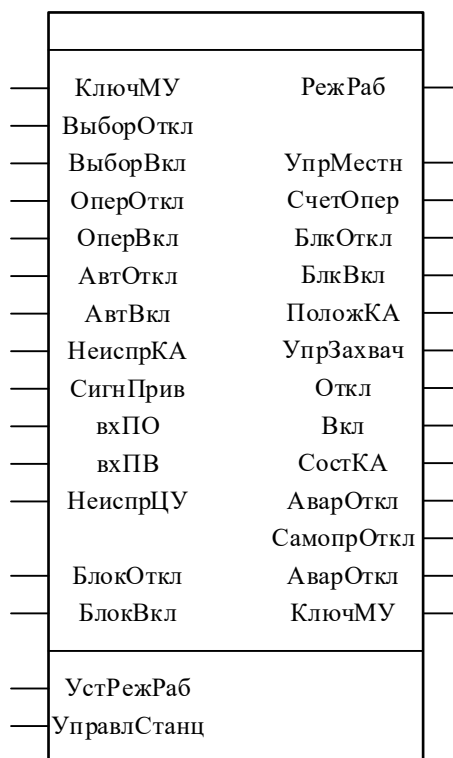 КлючМУ РежРаб
ВыборОткл
ВыборВкл УпрМестн
ОперОткл СчетОпер
ОперВкл БлкОткл
АвтОткл БлкВкл
АвтВкл ПоложКА
НеиспрКА УпрЗахвач
СигнПрив Откл
вхПО Вкл
вхПВ СостКА
НеиспрЦУ АварОткл
СамопрОткл
БлокОткл АварОткл
БлокВкл КлючМУ
УстРежРаб
УправлСтанц